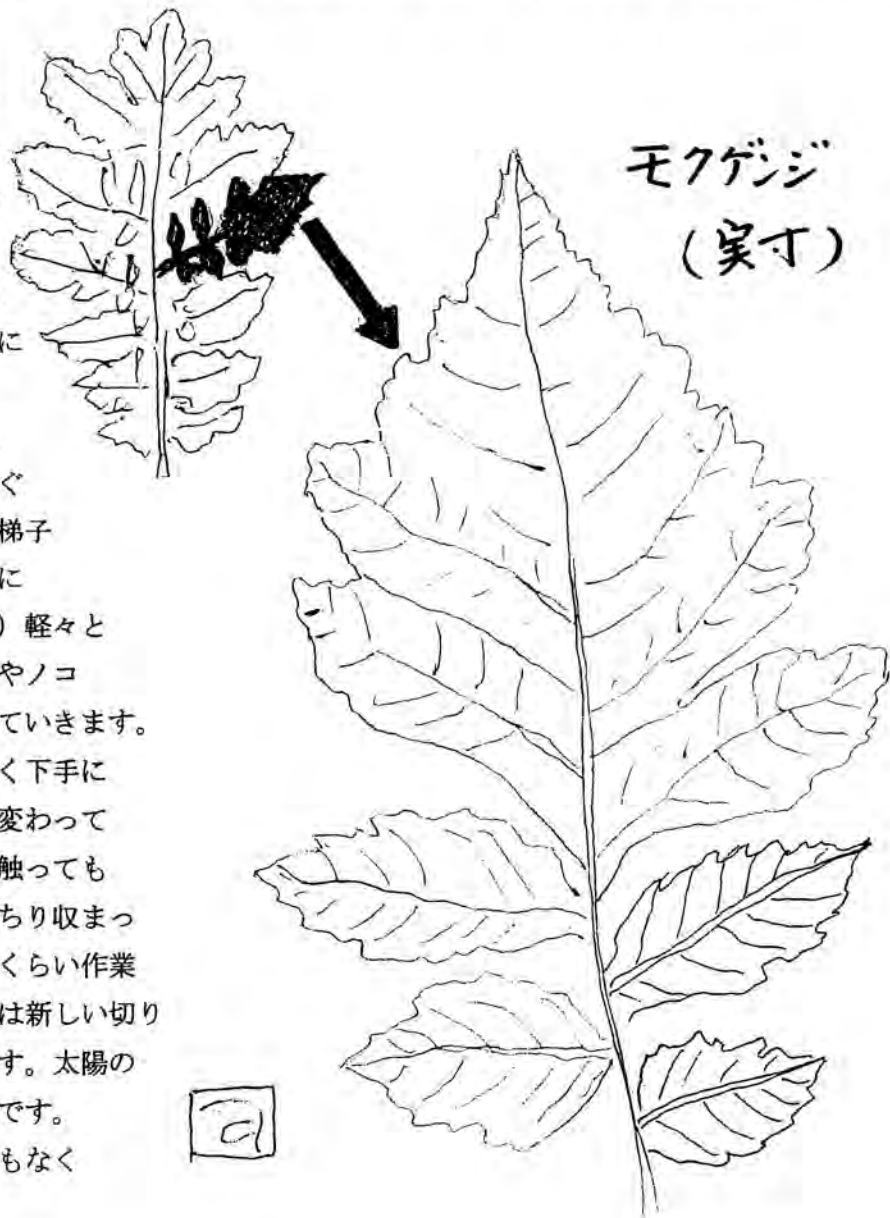 モクゲンジ
（実寸）
に
ぐ
梯子
に
）軽々と
やノコ
ていきます。
く下手に
変わって
触っても
ちり収まっ
くらい作業
は新しい切り
す。太陽の
です。
もなく